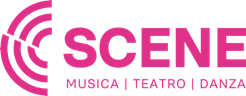 SCENE
MUSICA | TEATRO | DANZA